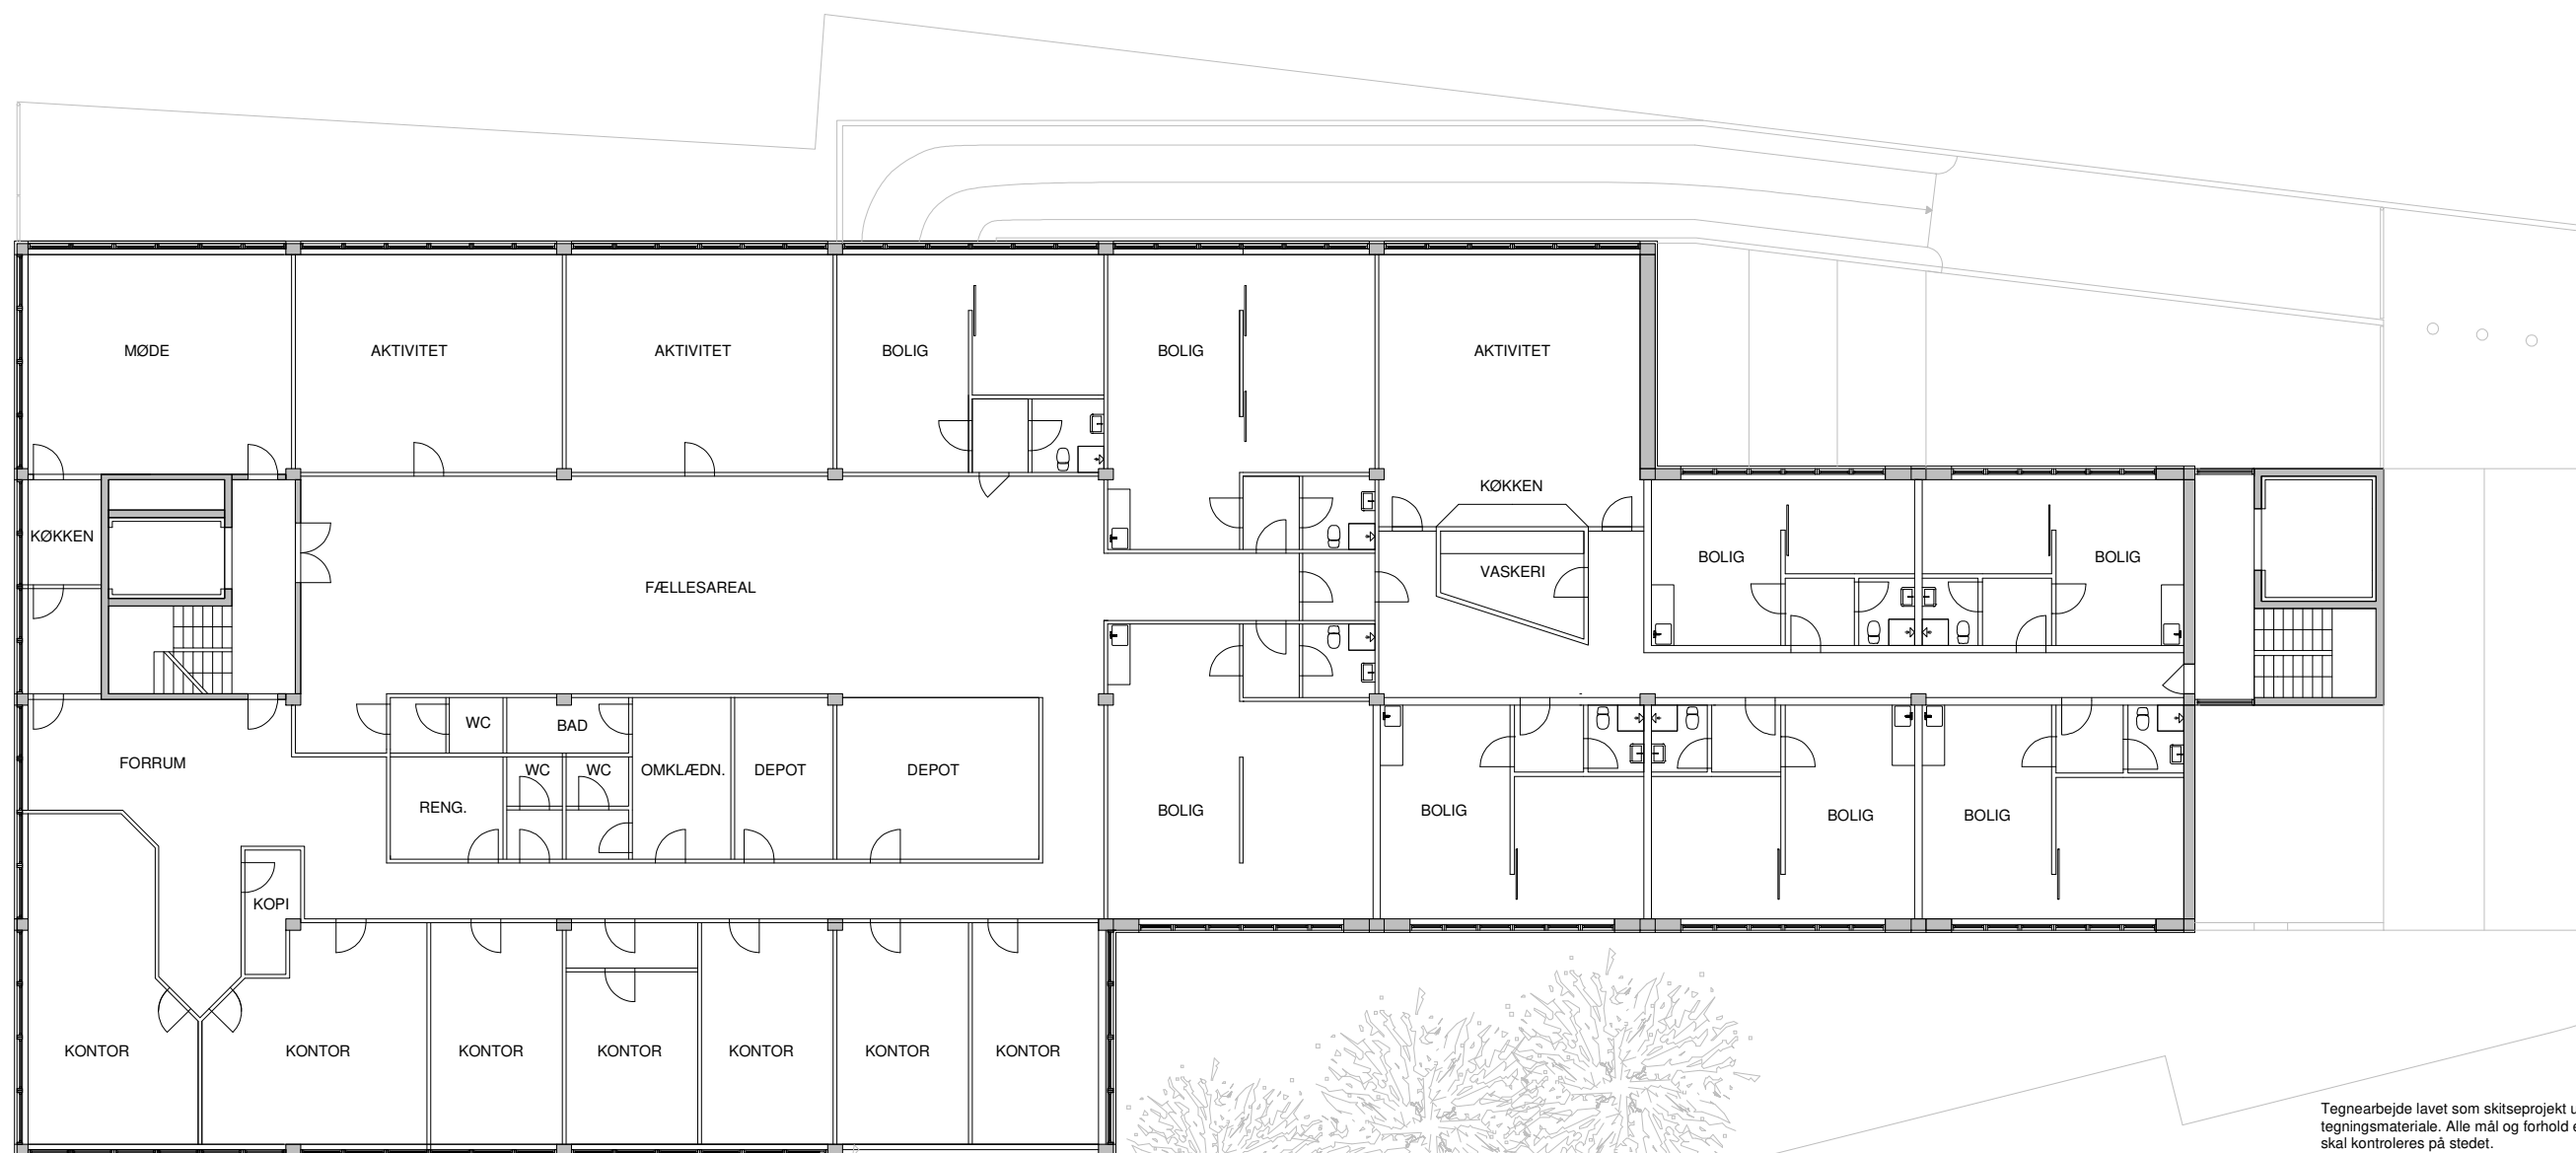 MØDE
AKTIVITET
AKTIVITET
BOLIG
BOLIG
AKTIVITET
KØKKEN
KØKKEN
BOLIG
BOLIG
VASKERI
FÆLLESAREAL
WC
BAD
FORRUM
WC
WC
OMKLÆDN.
DEPOT
DEPOT
RENG.
BOLIG
BOLIG
BOLIG
BOLIG
KOPI
KONTOR
KONTOR
KONTOR
KONTOR
KONTOR
KONTOR
KONTOR
Tegnearbejde lavet som skitseprojekt
tegningsmateriale. Alle mål og forhold
skal kontroleres på stedet.